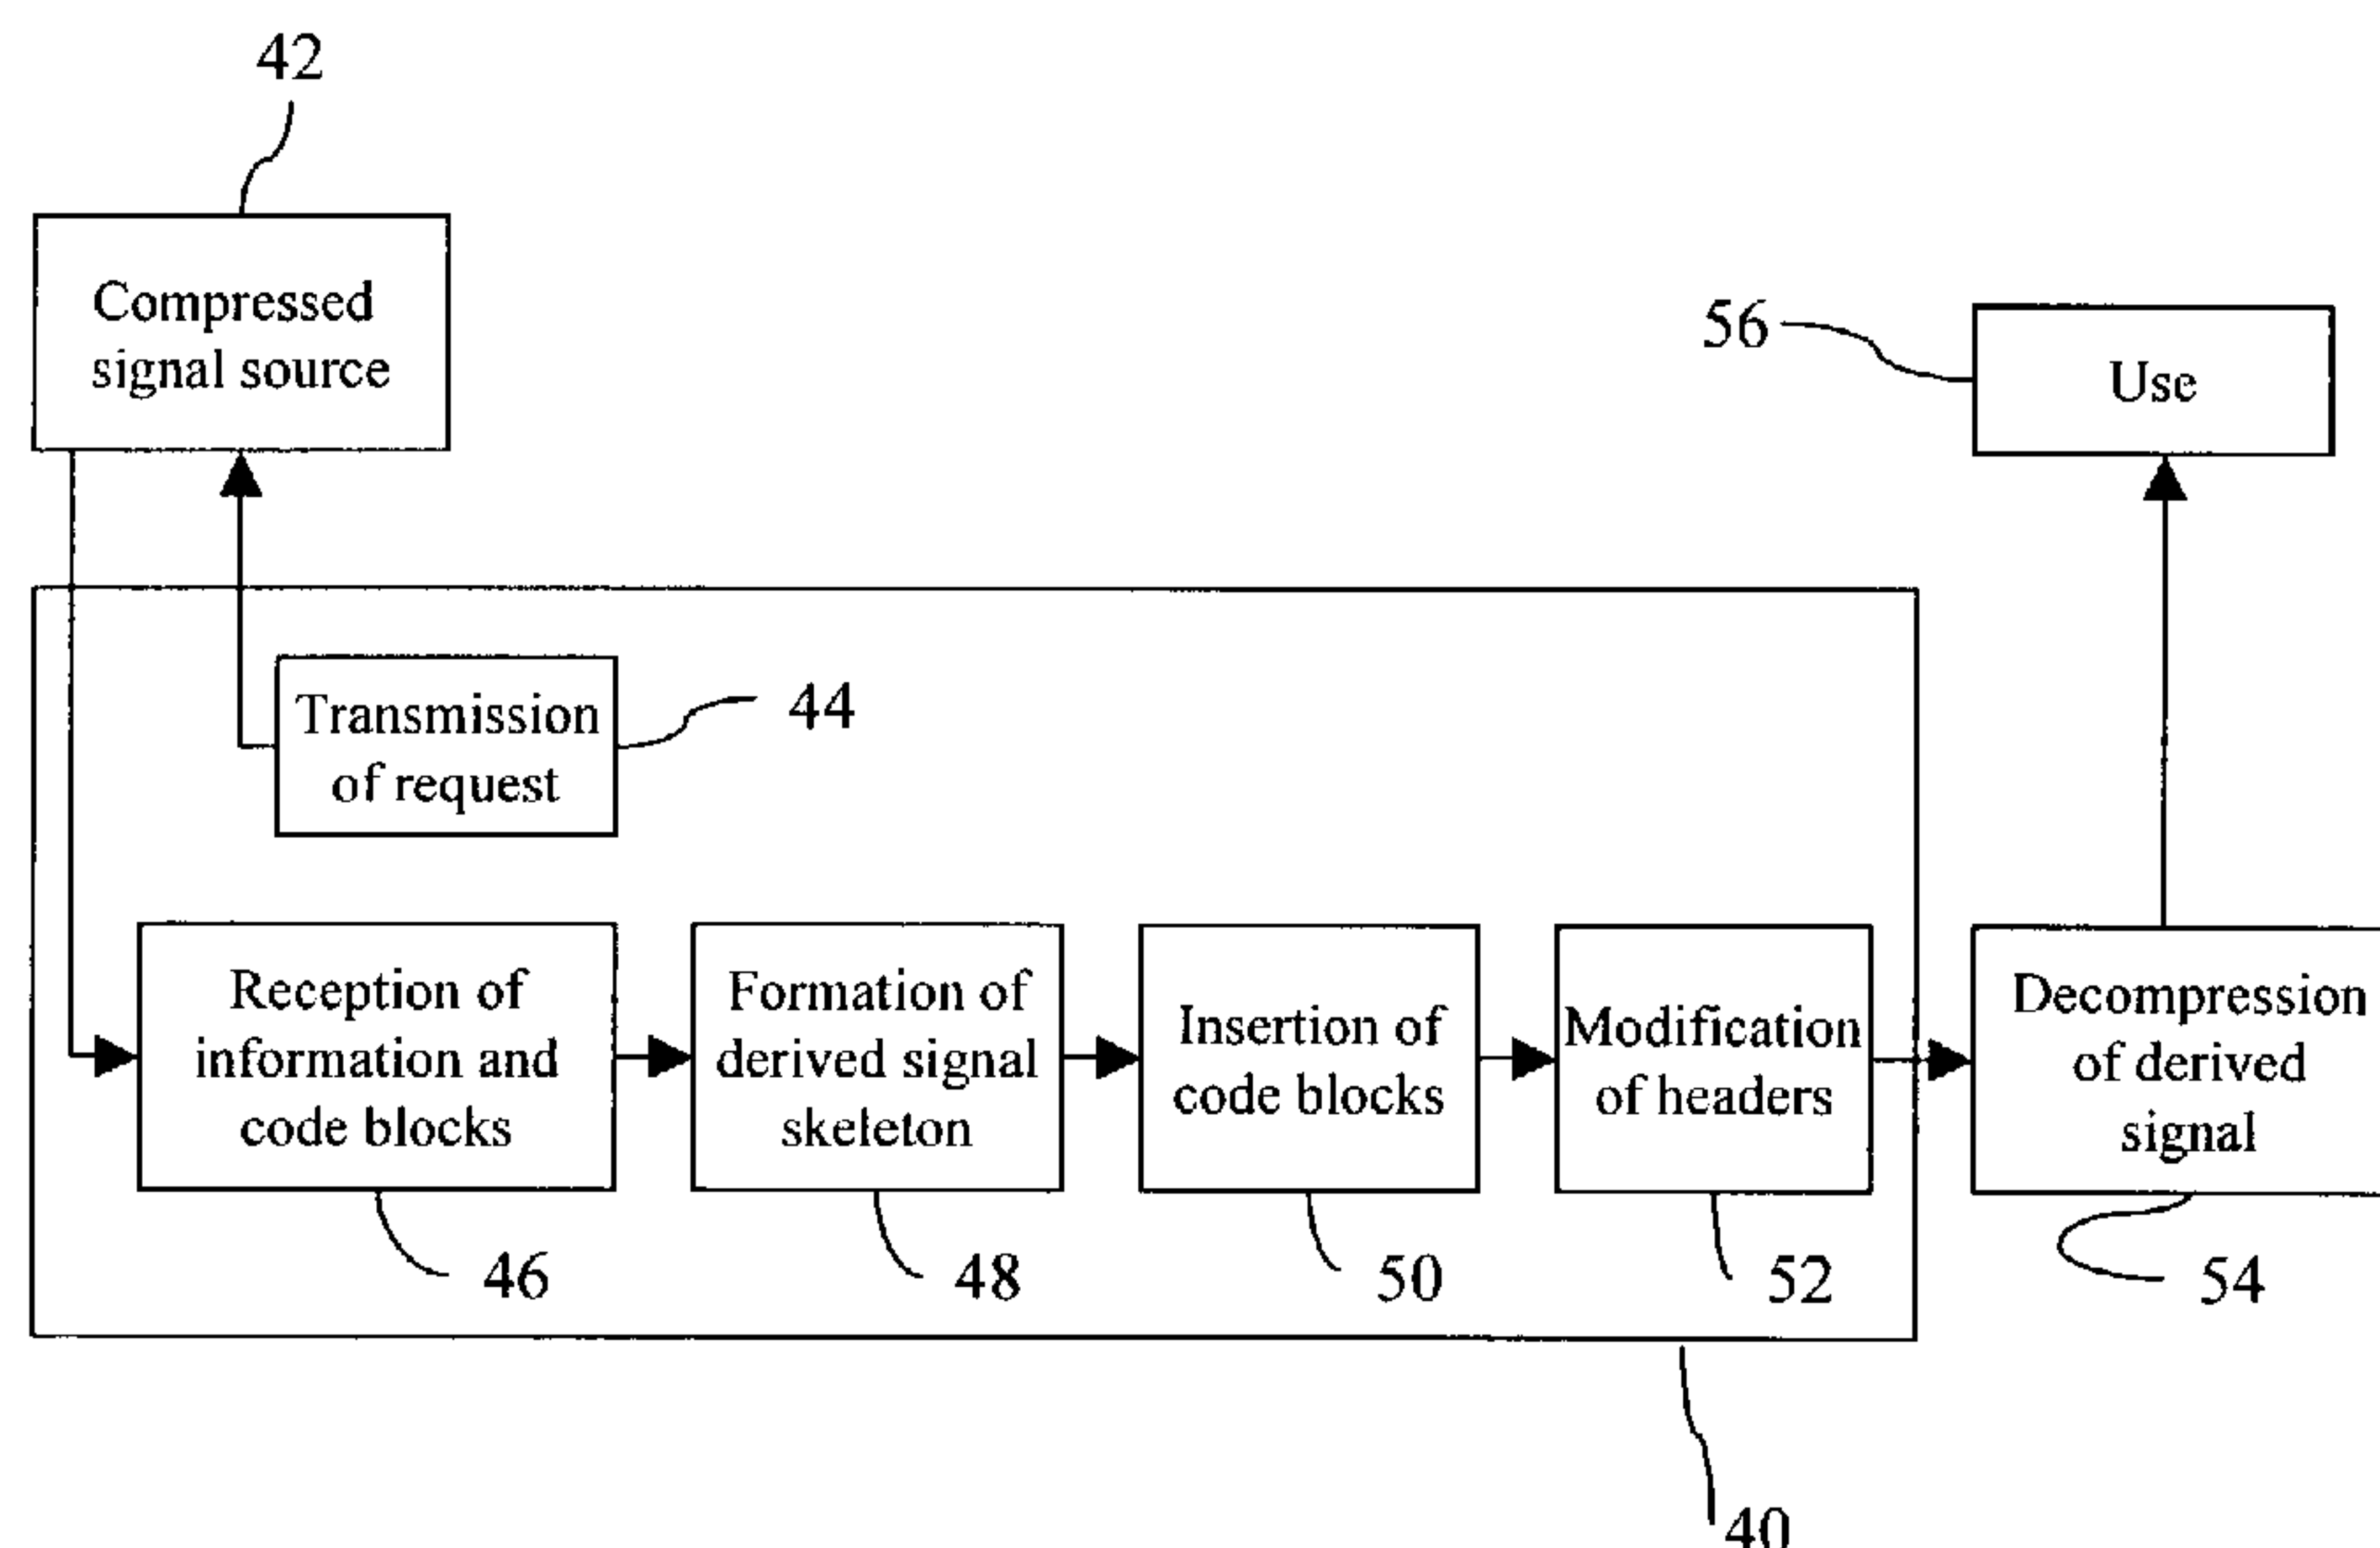 42
Compressed
signal source
56
Use
Transmission
of request
44
Reception of
information and
code blocks
Formation of
derived signal
skeleton
Insertion of
code blocks
Modification
of headers
Decompression
of derived
signal
46
48
50
52
54
40